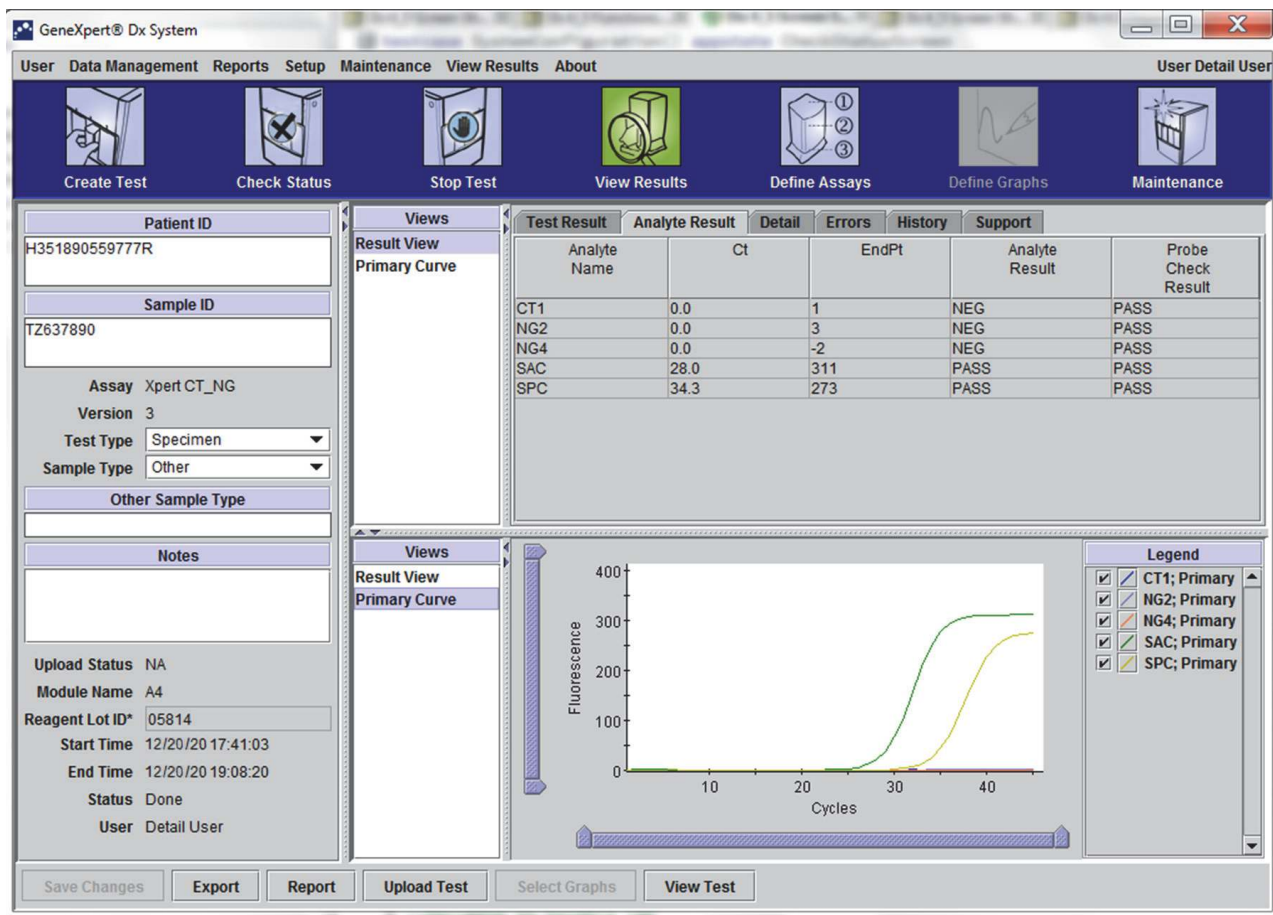 GeneXpert® Dx System
User Data Management Reports Setup Maintenance View Results About User Detail User
Create Test Check Status Stop Test View Results Define Assays Define Graphs Maintenance
① ② ③
Patient ID
H351890559777R
Sample ID
TZ637890
Assay Xpert CT_NG
Version 3
Test Type Specimen
Sample Type Other
Other Sample Type
Notes
Upload Status NA
Module Name A4
Reagent Lot ID* 05814
Start Time 12/20/20 17:41:03
End Time 12/20/20 19:08:20
Status Done
User Detail User
Views
Result View
Primary Curve
Test Result Analyte Result Detail Errors History Support
Analyte Name Ct EndPt Analyte Result Probe Check Result
CT1 0.0 1 NEG PASS
NG2 0.0 3 NEG PASS
NG4 0.0 -2 NEG PASS
SAC 28.0 311 PASS PASS
SPC 34.3 273 PASS PASS
Views
Result View
Primary Curve
400
300
200
100
0
Fluorescence
10 20 30 40
Cycles
Legend
CT1; Primary
NG2; Primary
NG4; Primary
SAC; Primary
SPC; Primary
Save Changes Export Report Upload Test Select Graphs View Test